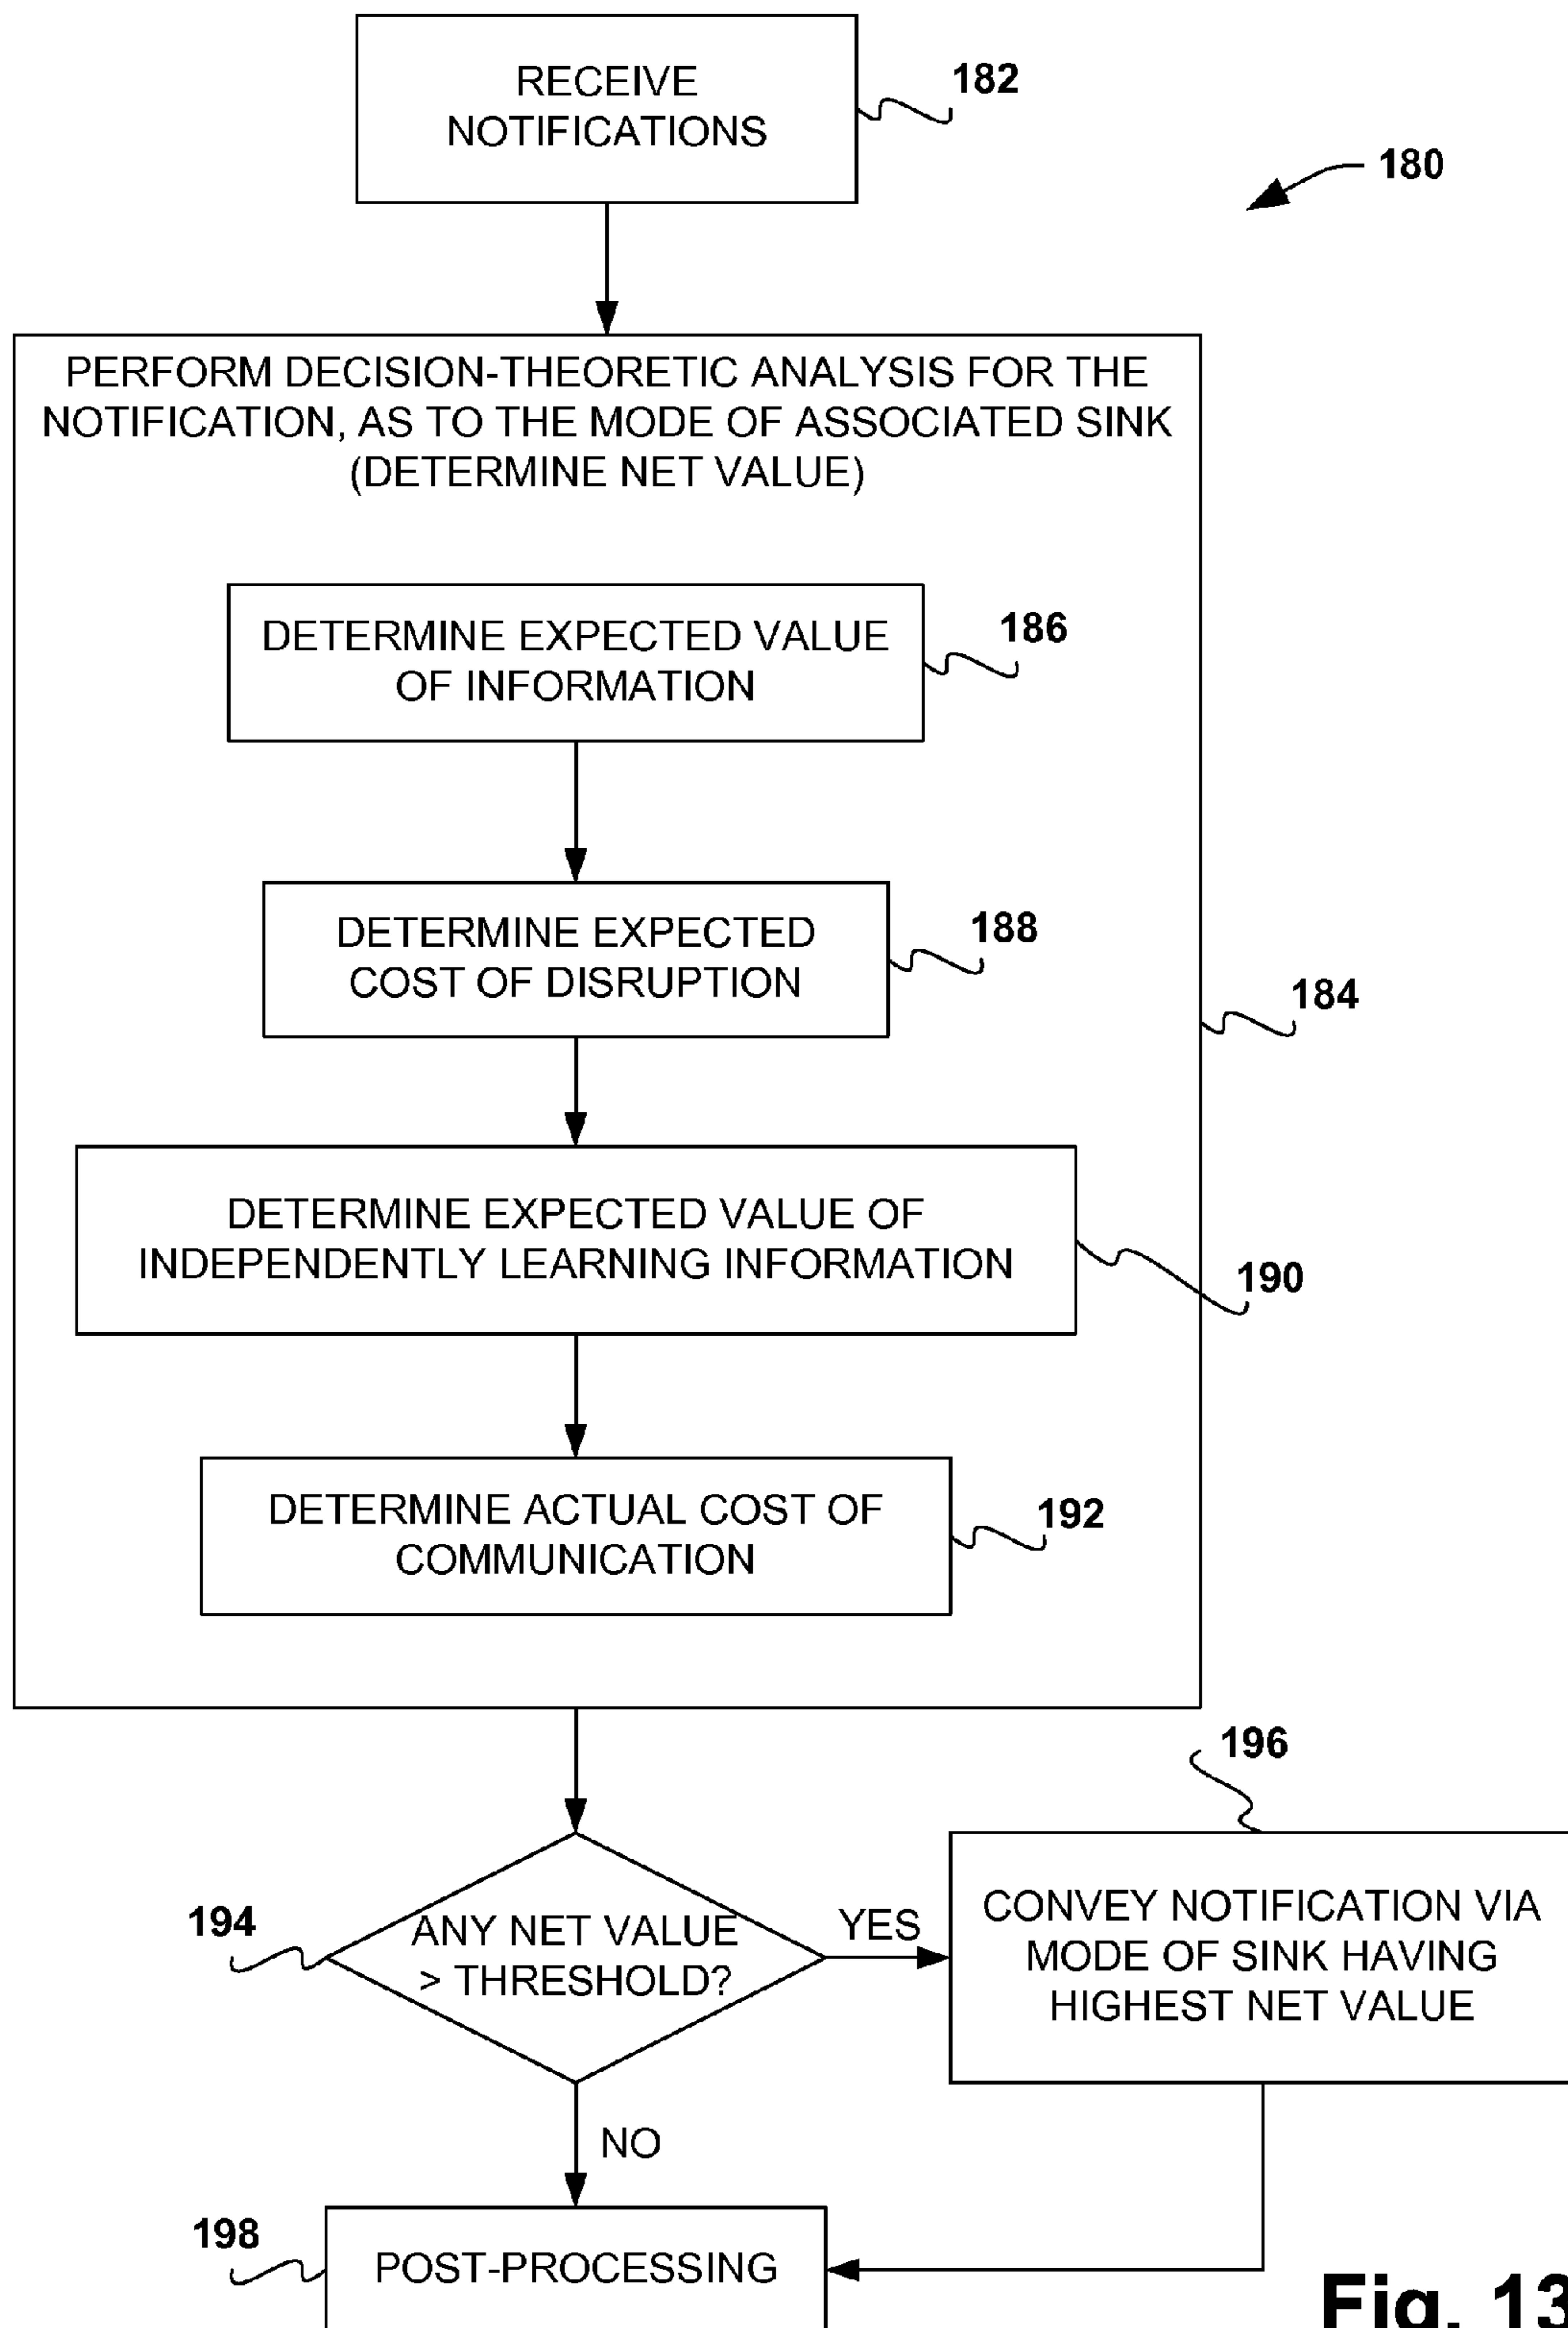 RECEIVE
NOTIFICATIONS
182
180
PERFORM DECISION-THEORETIC ANALYSIS FOR THE
NOTIFICATION, AS TO THE MODE OF ASSOCIATED SINK
(DETERMINE NET VALUE)
DETERMINE EXPECTED VALUE
OF INFORMATION
186
DETERMINE EXPECTED
COST OF DISRUPTION
188
184
DETERMINE EXPECTED VALUE OF
INDEPENDENTLY LEARNING INFORMATION
190
DETERMINE ACTUAL COST OF
COMMUNICATION
192
196
194
ANY NET VALUE
> THRESHOLD?
YES
CONVEY NOTIFICATION VIA
MODE OF SINK HAVING
HIGHEST NET VALUE
NO
198
POST-PROCESSING
Fig. 13